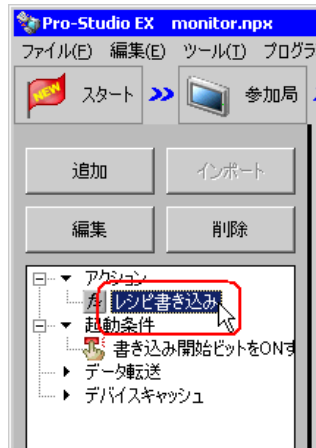 Pro-Studio EX monitor.npx
ファイル(F) 編集(E) ツール(T) プログラ
NEW スタート >> 参加局
追加 インポート
編集 削除
アクション
fx レシピ書き込み
起動条件
書き込み開始ビットをONす
データ転送
デバイスキャッシュ